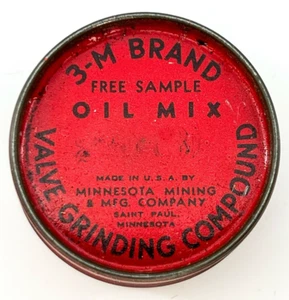 3-M BRAND
FREE SAMPLE
OIL MIX
MADE IN U.S.A. BY
MINNESOTA MINING
& MFG. COMPANY
SAINT PAUL,
MINNESOTA
VALVE GRINDING COMPOUND